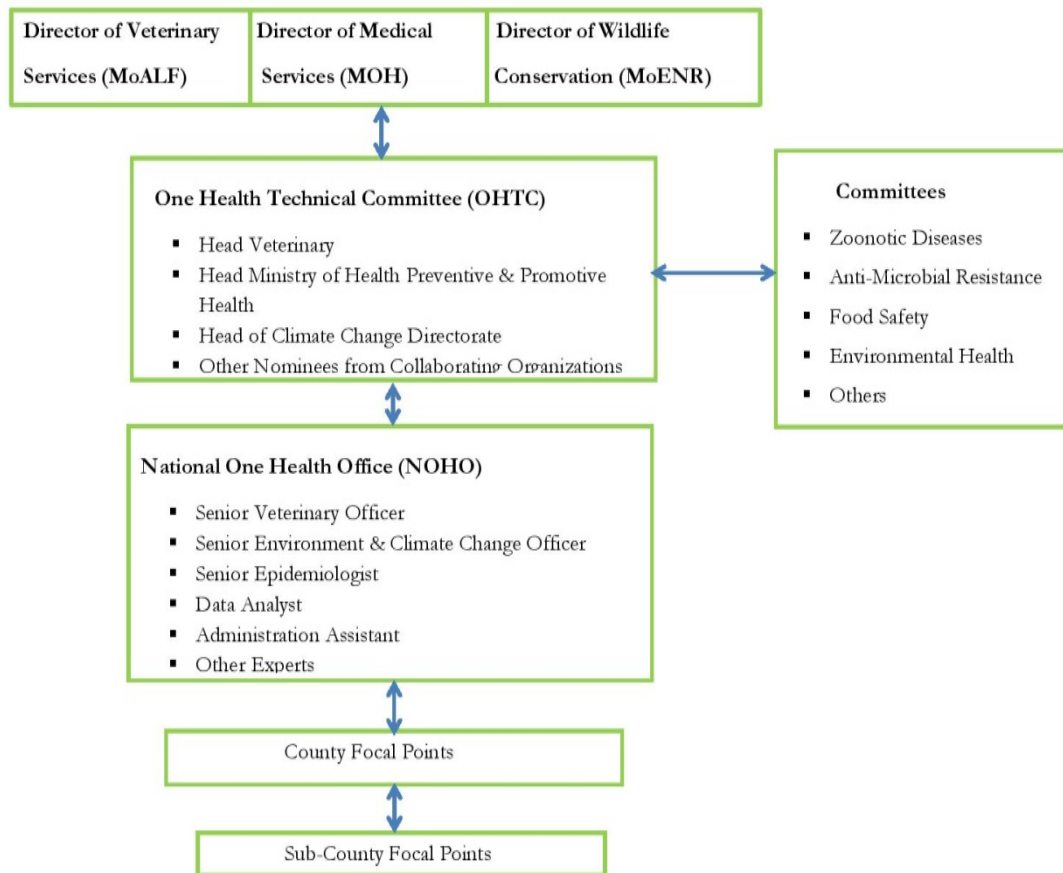 Director of Veterinary
Services (MoALF)
Director of Medical
Services (MOH)
Director of Wildlife
Conservation (MoENR)
One Health Technical Committee (OHTC)
▪ Head Veterinary
▪ Head Ministry of Health Preventive & Promotive
Health
▪ Head of Climate Change Directorate
▪ Other Nominees from Collaborating Organizations
Committees
▪ Zoonotic Diseases
▪ Anti-Microbial Resistance
▪ Food Safety
▪ Environmental Health
▪ Others
National One Health Office (NOHO)
▪ Senior Veterinary Officer
▪ Senior Environment & Climate Change Officer
▪ Senior Epidemiologist
▪ Data Analyst
▪ Administration Assistant
▪ Other Experts
County Focal Points
Sub-County Focal Points